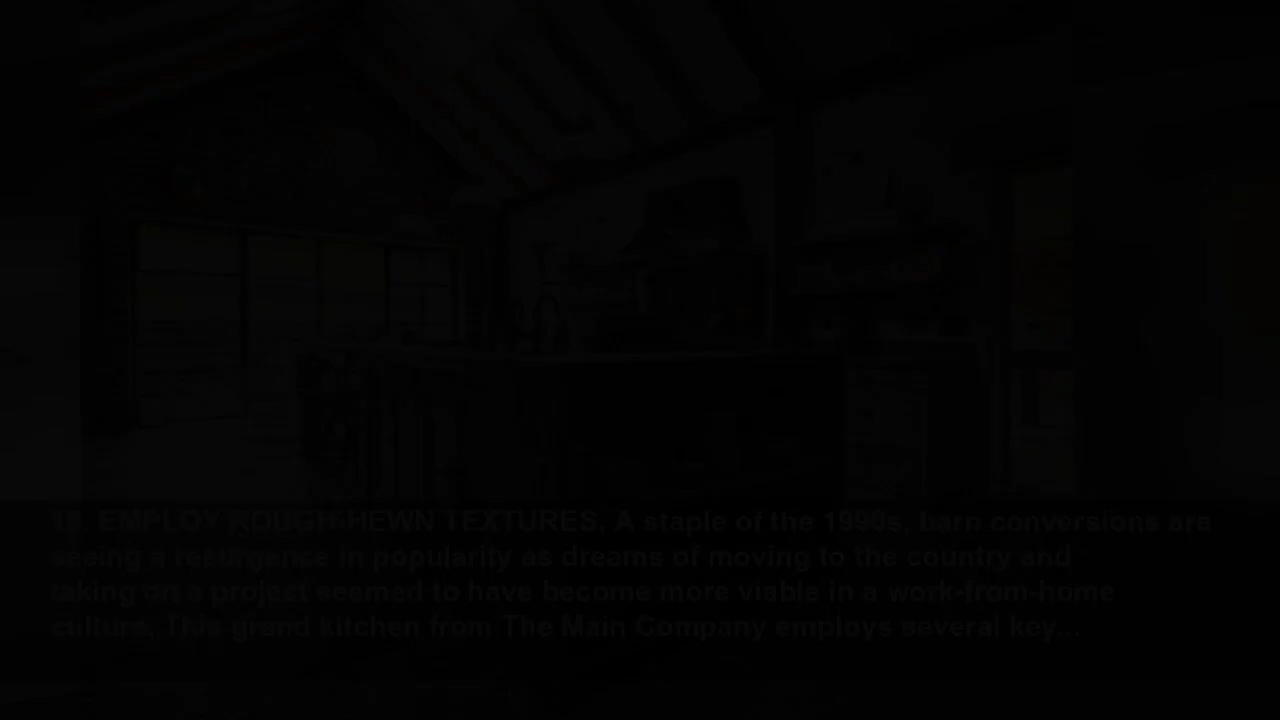 EMPLOY ROUGH-HEWN TEXTURES. A staple of the 1990s, barn conversions are
seeing a resurgence in popularity as dreams of moving to the country and
taking on a project seemed to have become more viable in a work-from-home
culture. This grand kitchen from The Main Company employs several key...